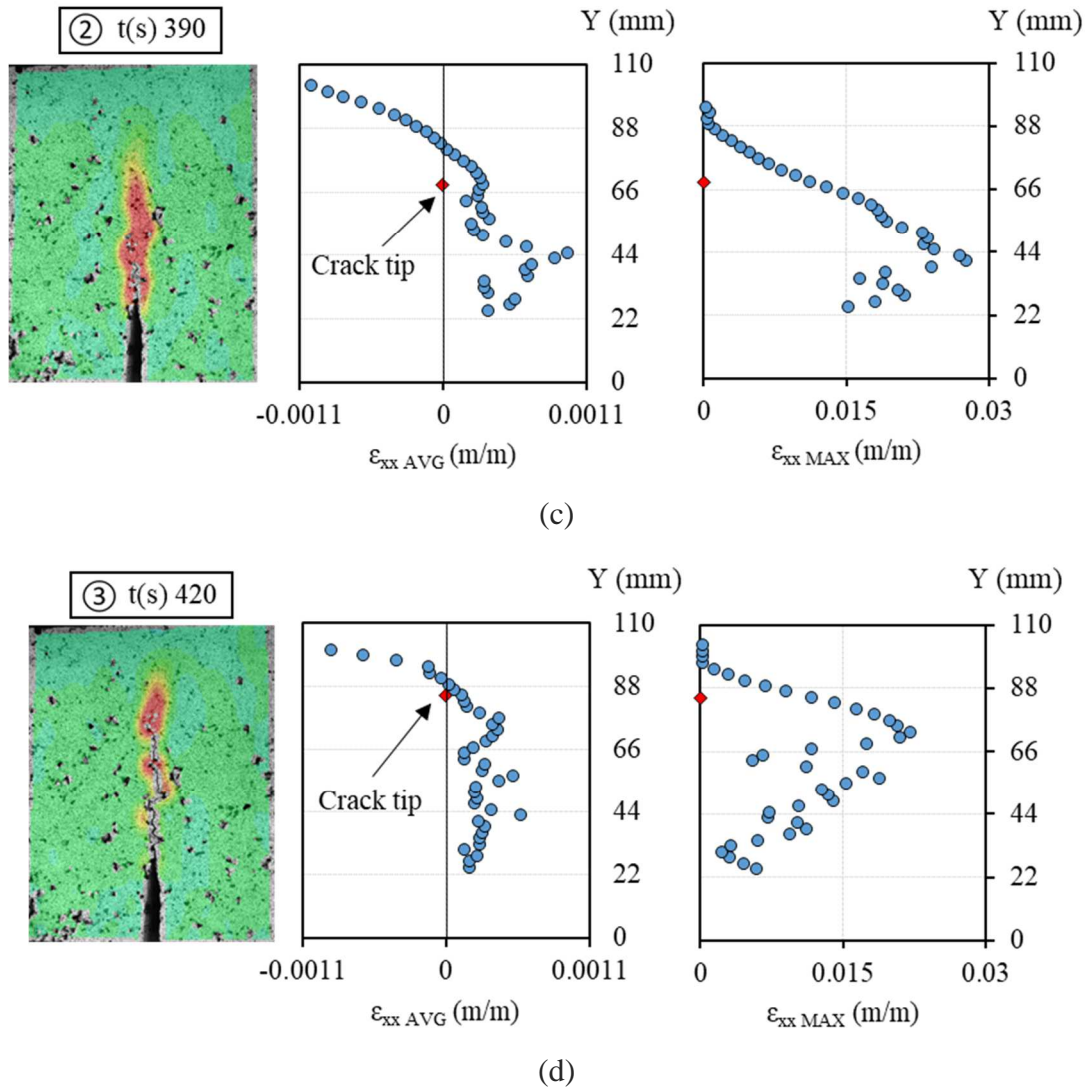 ② t(s) 390
Y (mm)
110
88
66
44
22
0
Crack tip
-0.0011 0 0.0011
εxx AVG (m/m)
Y (mm)
110
88
66
44
22
0
0 0.015 0.03
εxx MAX (m/m)
(c)
③ t(s) 420
Y (mm)
110
88
66
44
22
0
Crack tip
-0.0011 0 0.0011
εxx AVG (m/m)
Y (mm)
110
88
66
44
22
0
0 0.015 0.03
εxx MAX (m/m)
(d)